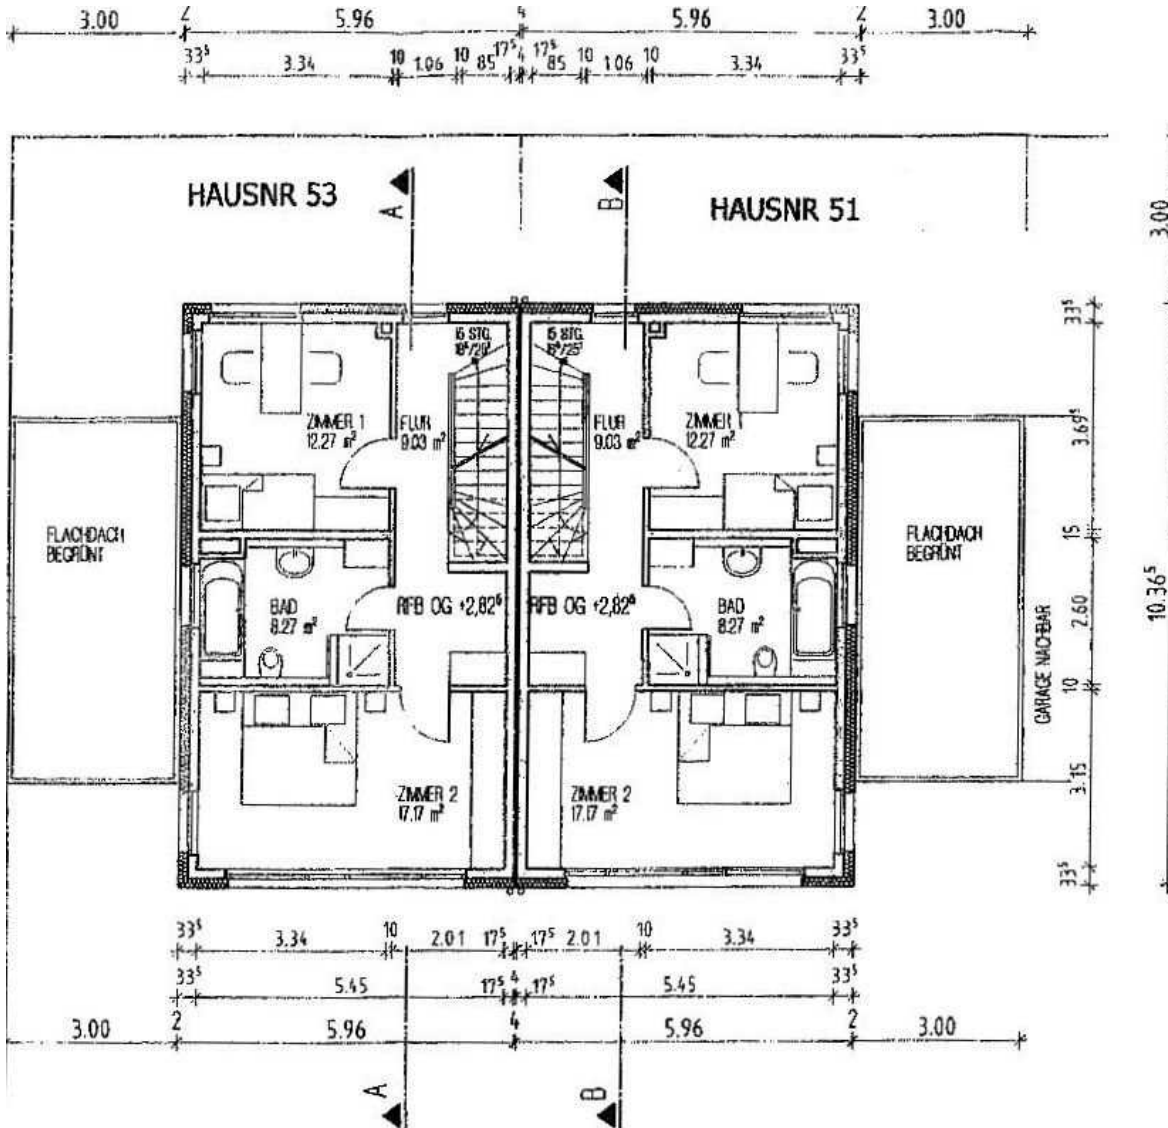 3.00 2 5.96 4 5.96 2 3.00
33⁵ 3.34 10 1.06 10 85 17⁵ 4 17⁵ 85 10 1.06 10 3.34 33⁵
HAUSNR 53
A
B
HAUSNR 51
3.00
33⁵
15 STG.
15 STG.
ZIMMER 1
12.27 m²
FLUR
9.03 m²
FLUR
9.03 m²
ZIMMER 1
12.27 m²
3.69⁵
FLACHDACH
BEGRÜNT
FLACHDACH
BEGRÜNT
15
BAD
8.27 m²
RFB OG +2,82⁶
RFB OG +2,82⁶
BAD
8.27 m²
2.60
10.36⁵
GARAGE NACHBAR
10
ZIMMER 2
17.17 m²
ZIMMER 2
17.17 m²
3.15
33⁵
33⁵ 3.34 10 2.01 17⁵ 17⁵ 2.01 10 3.34 33⁵
33⁵ 5.45 17⁵ 4 17⁵ 5.45 33⁵
3.00 2 5.96 4 5.96 2 3.00
A
B